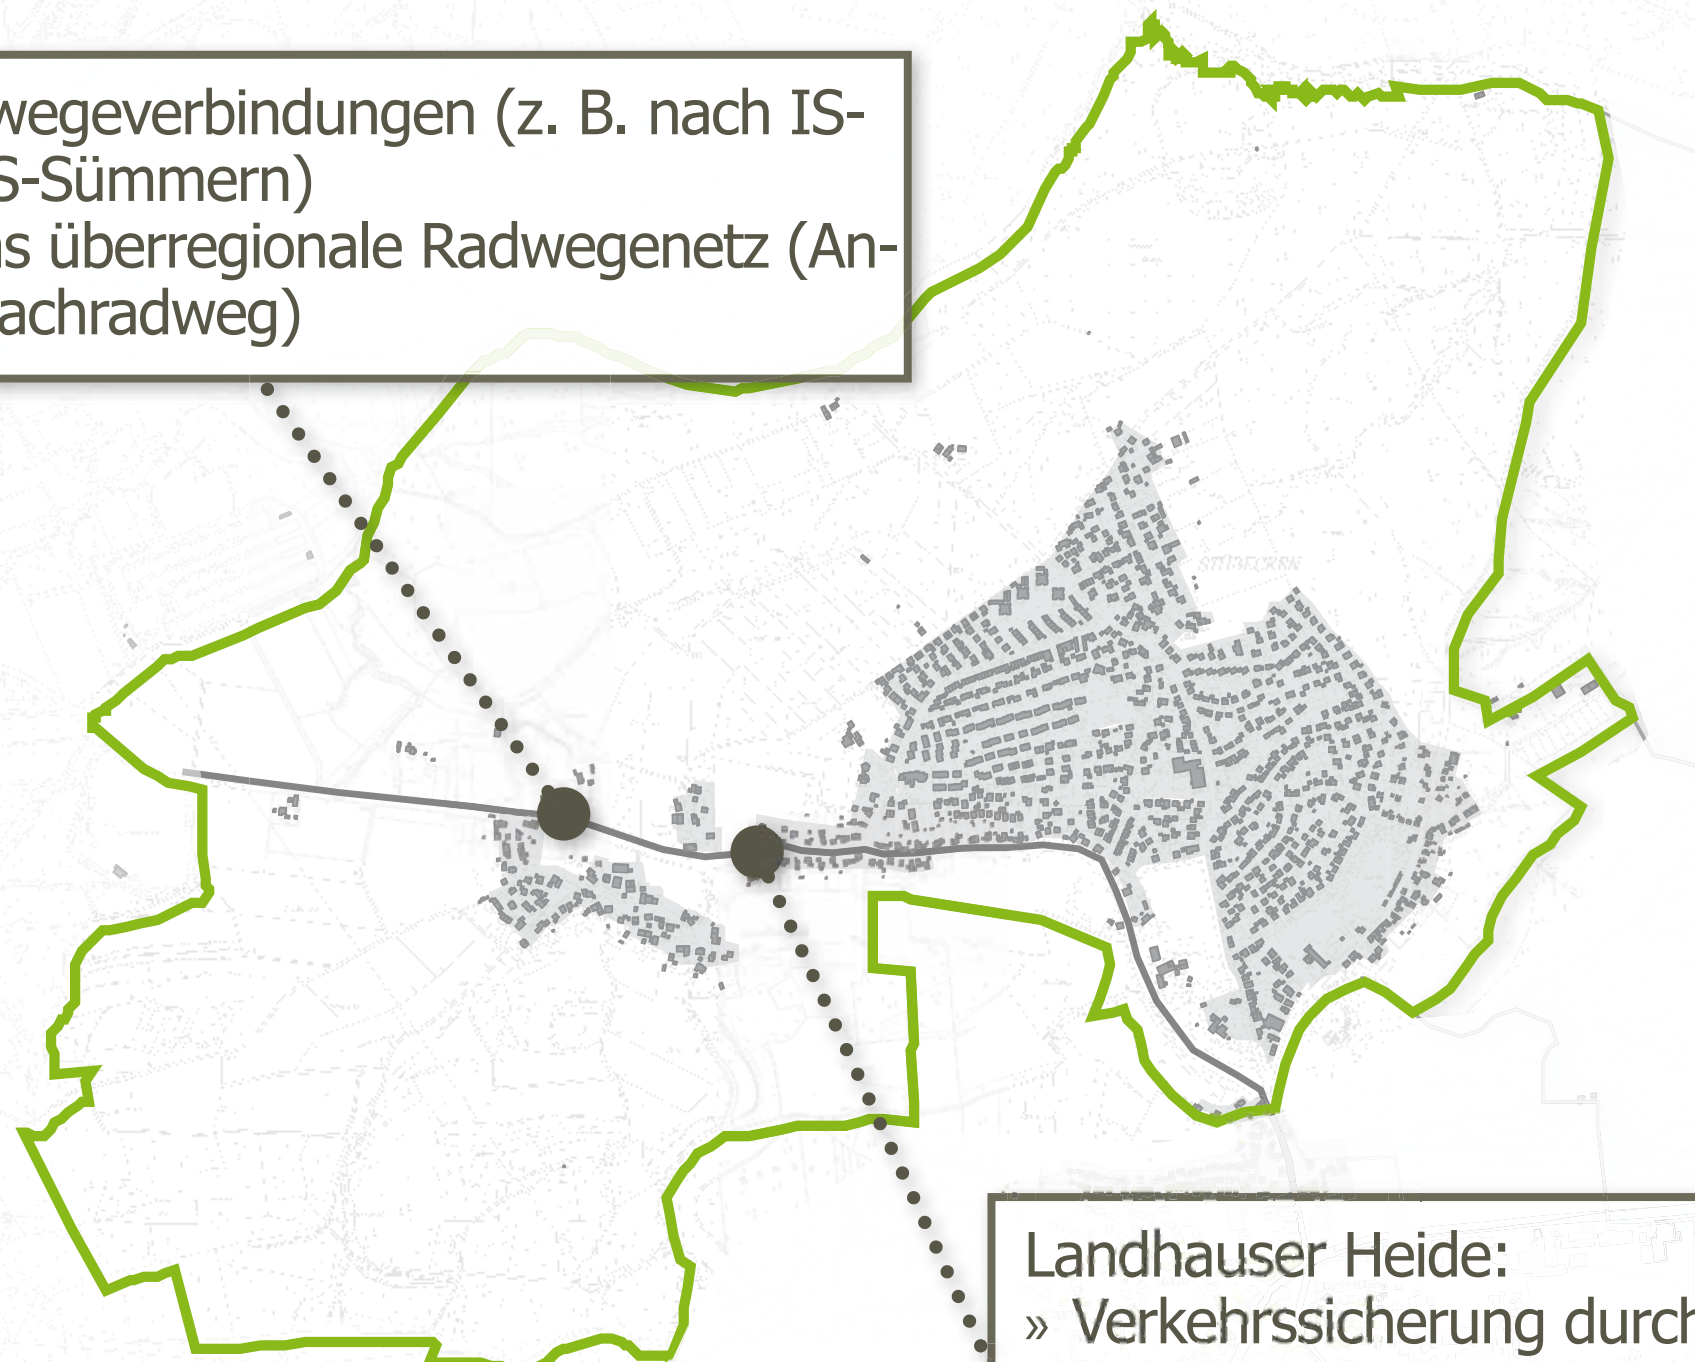 wegeverbindungen (z. B. nach IS-
S-Sümmern)
s überregionale Radwegenetz (An-
achradweg)
Landhauser Heide:
» Verkehrssicherung durch